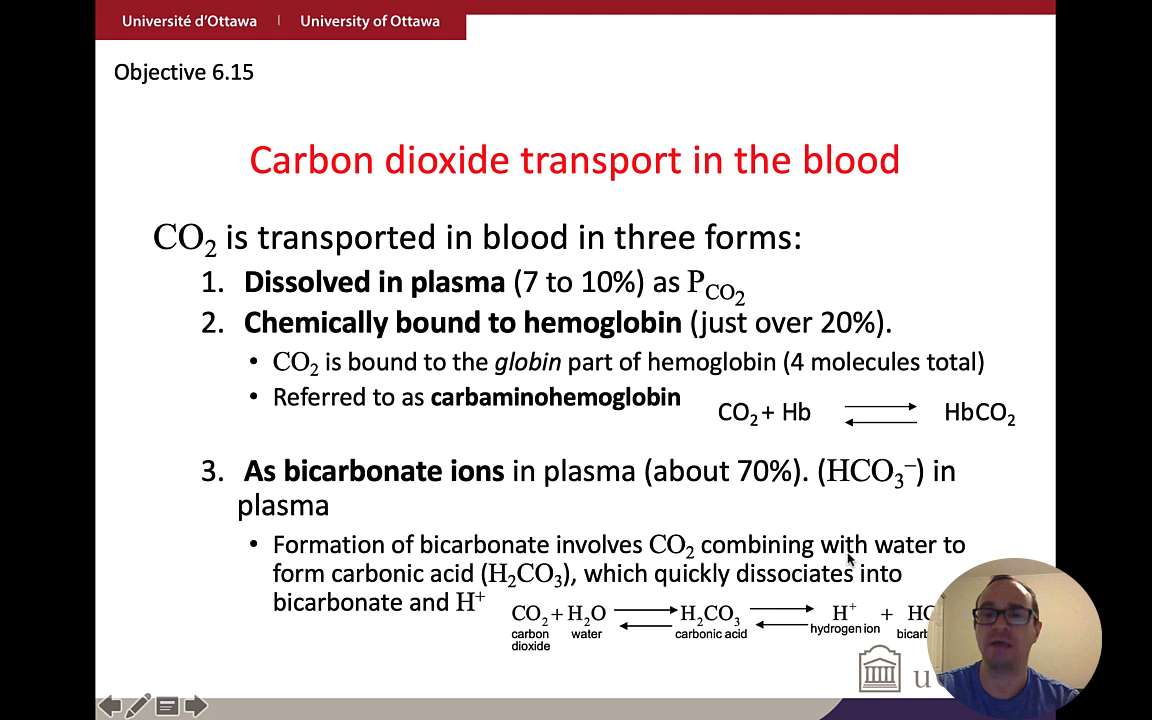 Université d'Ottawa | University of Ottawa
Objective 6.15
Carbon dioxide transport in the blood
CO₂ is transported in blood in three forms:
1. Dissolved in plasma (7 to 10%) as P_CO₂
2. Chemically bound to hemoglobin (just over 20%).
• CO₂ is bound to the globin part of hemoglobin (4 molecules total)
• Referred to as carbaminohemoglobin
CO₂ + Hb ⇄ HbCO₂
3. As bicarbonate ions in plasma (about 70%). (HCO₃⁻) in
plasma
• Formation of bicarbonate involves CO₂ combining with water to
form carbonic acid (H₂CO₃), which quickly dissociates into
bicarbonate and H⁺
CO₂ + H₂O ⇄ H₂CO₃ ⇄ H⁺ +
carbon water carbonic acid hydrogen ion
dioxide